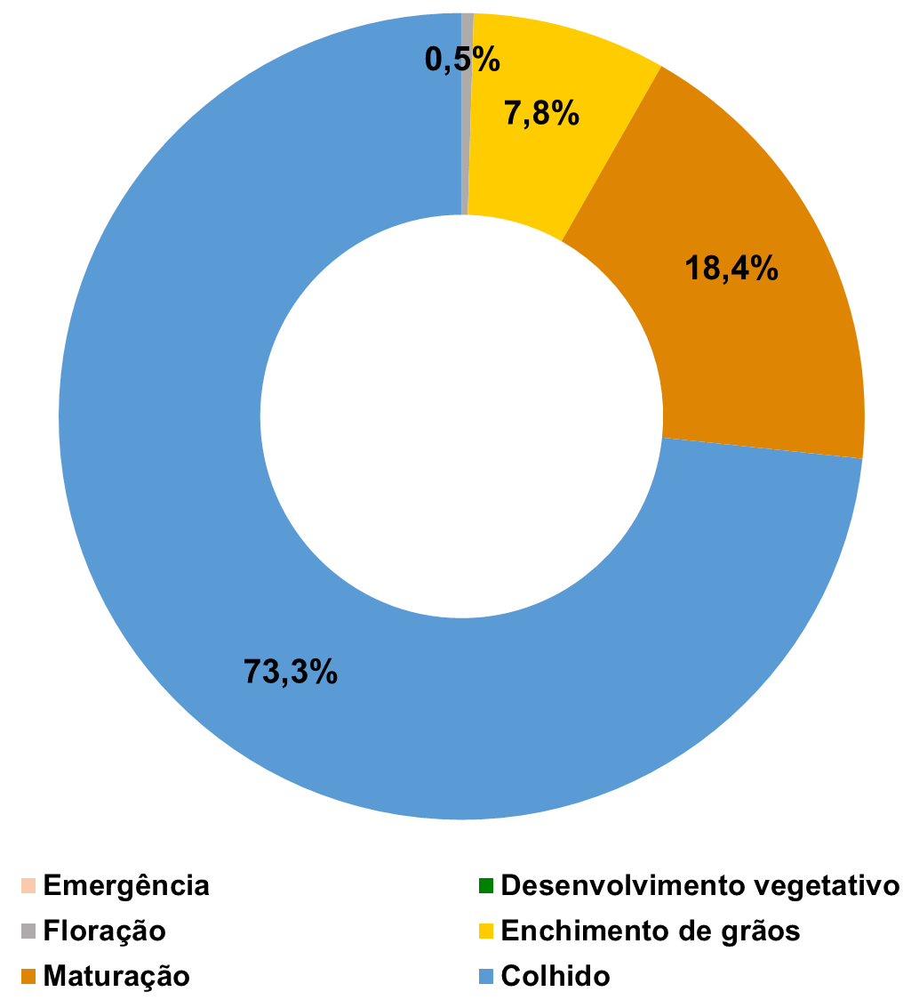 0,5%
7,8%
18,4%
73,3%
Emergência
Desenvolvimento vegetativo
Floração
Enchimento de grãos
Maturação
Colhido